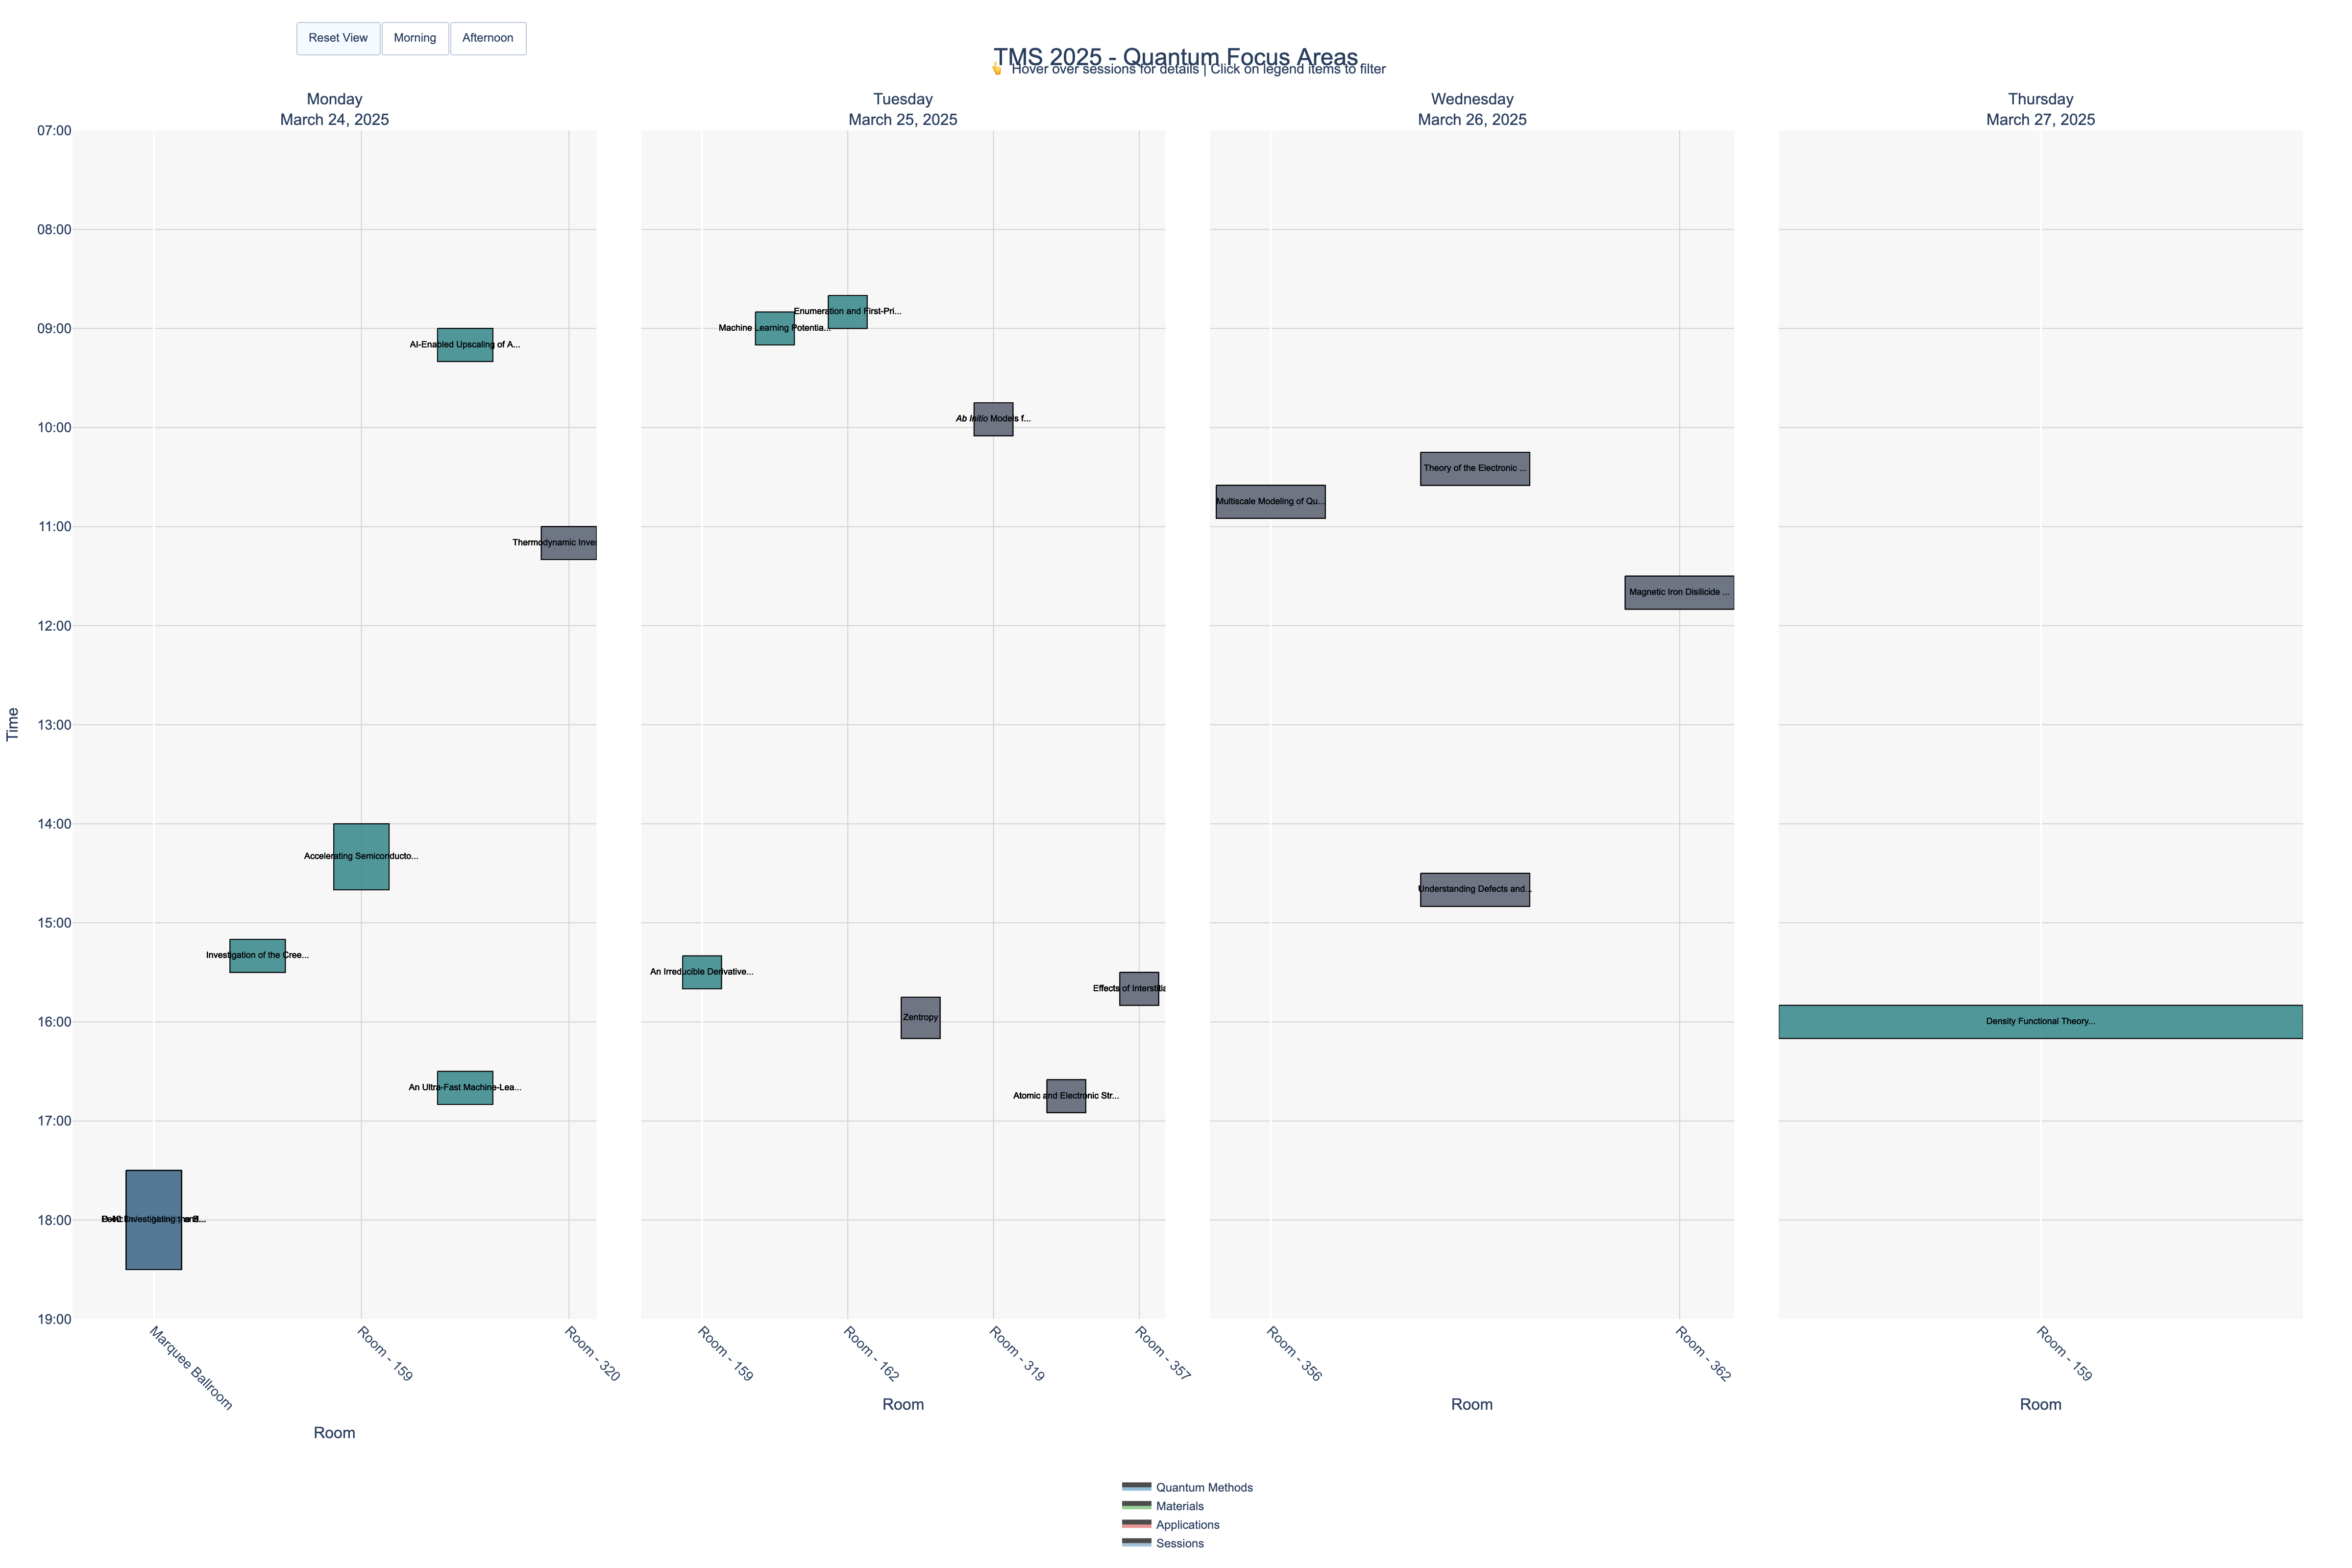 Reset View
Morning
Afternoon
TMS 2025 - Quantum Focus Areas
👆 Hover over sessions for details | Click on legend items to filter
Monday
March 24, 2025
Tuesday
March 25, 2025
Wednesday
March 26, 2025
Thursday
March 27, 2025
Time
07:00
08:00
09:00
10:00
11:00
12:00
13:00
14:00
15:00
16:00
17:00
18:00
19:00
AI-Enabled Upscaling of A...
Thermodynamic Inves
Accelerating Semiconducto...
Investigation of the Cree...
An Ultra-Fast Machine-Lea...
Investigating the
Enumeration and First-Pri...
Machine Learning Potentia...
Ab Initio Models f...
An Irreducible Derivative...
Effects of Interstitia
Zentropy
Atomic and Electronic Str...
Theory of the Electronic ...
Multiscale Modeling of Qu...
Magnetic Iron Disilicide ...
Understanding Defects and...
Density Functional Theory...
Marquee Ballroom
Room - 159
Room - 320
Room
Room - 159
Room - 162
Room - 319
Room - 357
Room
Room - 356
Room - 362
Room
Room - 159
Room
Quantum Methods
Materials
Applications
Sessions